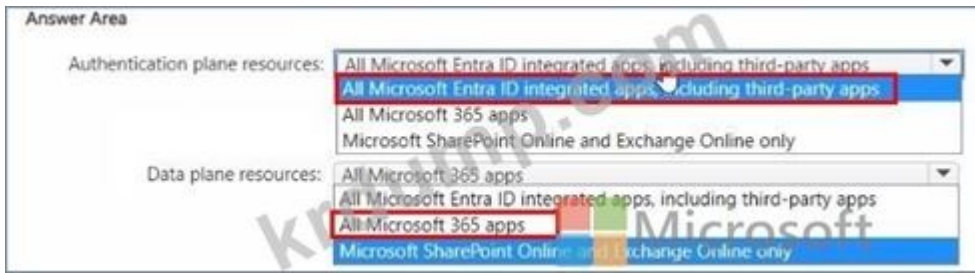 Answer Area
Authentication plane resources: All Microsoft Entra ID integrated apps, including third-party apps
All Microsoft Entra ID integrated apps, including third-party apps
All Microsoft 365 apps
Microsoft SharePoint Online and Exchange Online only
Data plane resources: All Microsoft 365 apps
All Microsoft Entra ID integrated apps, including third-party apps
All Microsoft 365 apps
Microsoft
Microsoft SharePoint Online and Exchange Online only